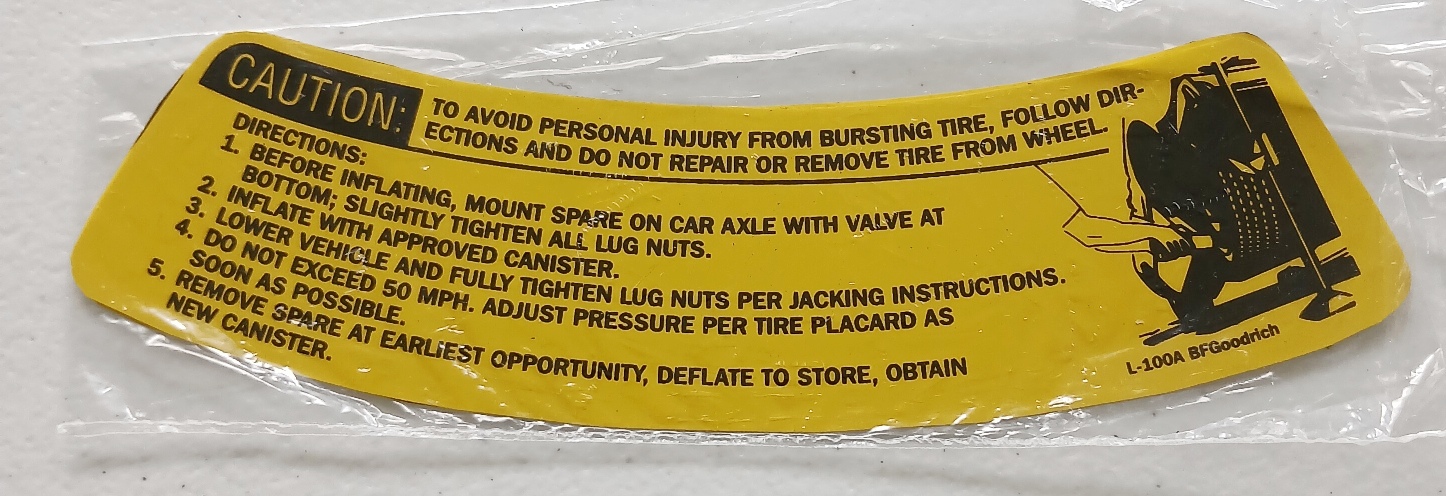 CAUTION:
TO AVOID PERSONAL INJURY FROM BURSTING TIRE, FOLLOW DIR-
ECTIONS AND DO NOT REPAIR OR REMOVE TIRE FROM WHEEL.
DIRECTIONS:
1. BEFORE INFLATING, MOUNT SPARE ON CAR AXLE WITH VALVE AT
BOTTOM; SLIGHTLY TIGHTEN ALL LUG NUTS.
2. INFLATE WITH APPROVED CANISTER.
3. LOWER VEHICLE AND FULLY TIGHTEN LUG NUTS PER JACKING INSTRUCTIONS.
4. DO NOT EXCEED 50 MPH. ADJUST PRESSURE PER TIRE PLACARD AS
SOON AS POSSIBLE.
5. REMOVE SPARE AT EARLIEST OPPORTUNITY, DEFLATE TO STORE, OBTAIN
NEW CANISTER.
L-100A BFGoodrich